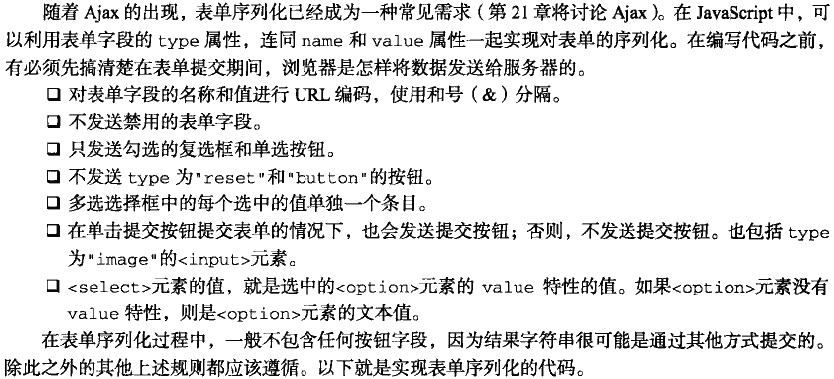 随着 Ajax 的出现，表单序列化已经成为一种常见需求（第 21 章将讨论 Ajax）。在 JavaScript 中，可
以利用表单字段的 type 属性，连同 name 和 value 属性一起实现对表单的序列化。在编写代码之前，
有必须先搞清楚在表单提交期间，浏览器是怎样将数据发送给服务器的。
❑ 对表单字段的名称和值进行 URL 编码，使用和号（&）分隔。
❑ 不发送禁用的表单字段。
❑ 只发送勾选的复选框和单选按钮。
❑ 不发送 type 为"reset"和"button"的按钮。
❑ 多选选择框中的每个选中的值单独一个条目。
❑ 在单击提交按钮提交表单的情况下，也会发送提交按钮；否则，不发送提交按钮。也包括 type
为"image"的<input>元素。
❑ <select>元素的值，就是选中的<option>元素的 value 特性的值。如果<option>元素没有
value 特性，则是<option>元素的文本值。
在表单序列化过程中，一般不包含任何按钮字段，因为结果字符串很可能是通过其他方式提交的。
除此之外的其他上述规则都应该遵循。以下就是实现表单序列化的代码。